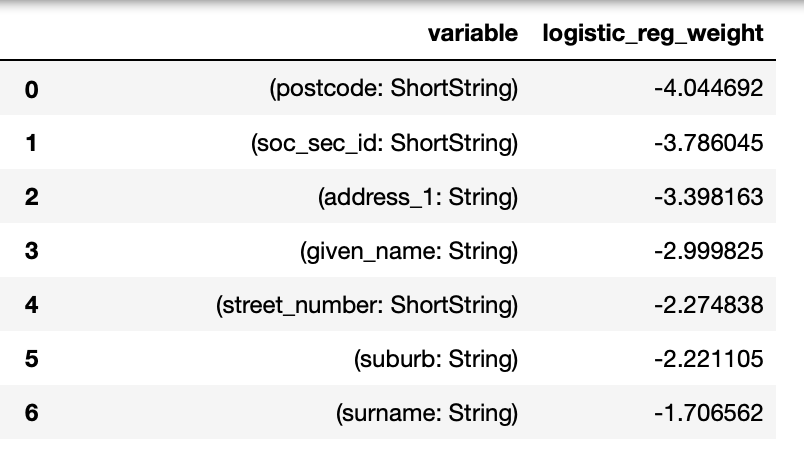 variable logistic_reg_weight
0 (postcode: ShortString) -4.044692
1 (soc_sec_id: ShortString) -3.786045
2 (address_1: String) -3.398163
3 (given_name: String) -2.999825
4 (street_number: ShortString) -2.274838
5 (suburb: String) -2.221105
6 (surname: String) -1.706562